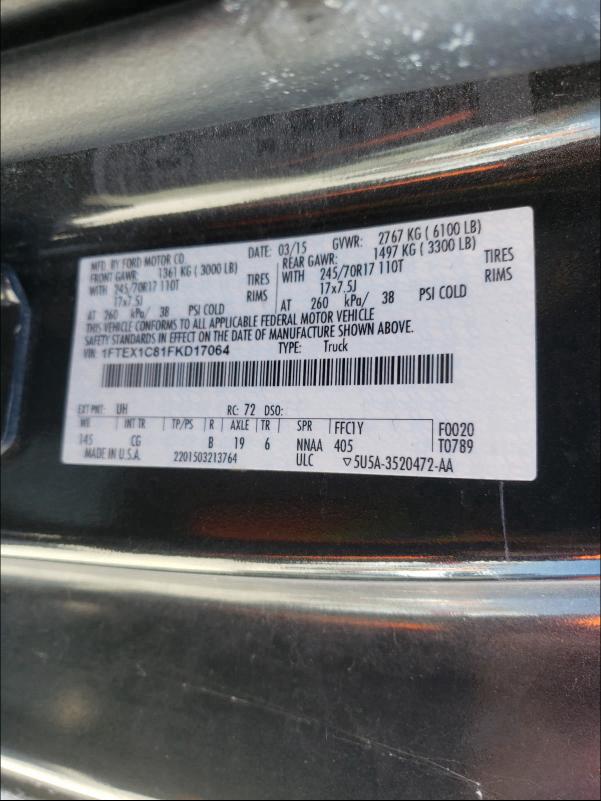 MFD. BY FORD MOTOR CO. DATE: 03/15 GVWR: 2767 KG ( 6100 LB)
FRONT GAWR: 1361 KG ( 3000 LB) REAR GAWR: 1497 KG ( 3300 LB)
WITH 245/70R17 110T TIRES WITH 245/70R17 110T TIRES
17x7.5J RIMS 17x7.5J RIMS
AT 260 kPa/ 38 PSI COLD AT 260 kPa/ 38 PSI COLD
THIS VEHICLE CONFORMS TO ALL APPLICABLE FEDERAL MOTOR VEHICLE
SAFETY STANDARDS IN EFFECT ON THE DATE OF MANUFACTURE SHOWN ABOVE.
VIN: 1FTEX1C81FKD17064 TYPE: Truck
EXT PNT: UH RC: 72 DSO:
WB INT TR TP/PS R AXLE TR SPR FFC1Y F0020
145 CG B 19 6 NNAA 405 T0789
MADE IN U.S.A. 2201503213764 ULC ▽5U5A-3520472-AA